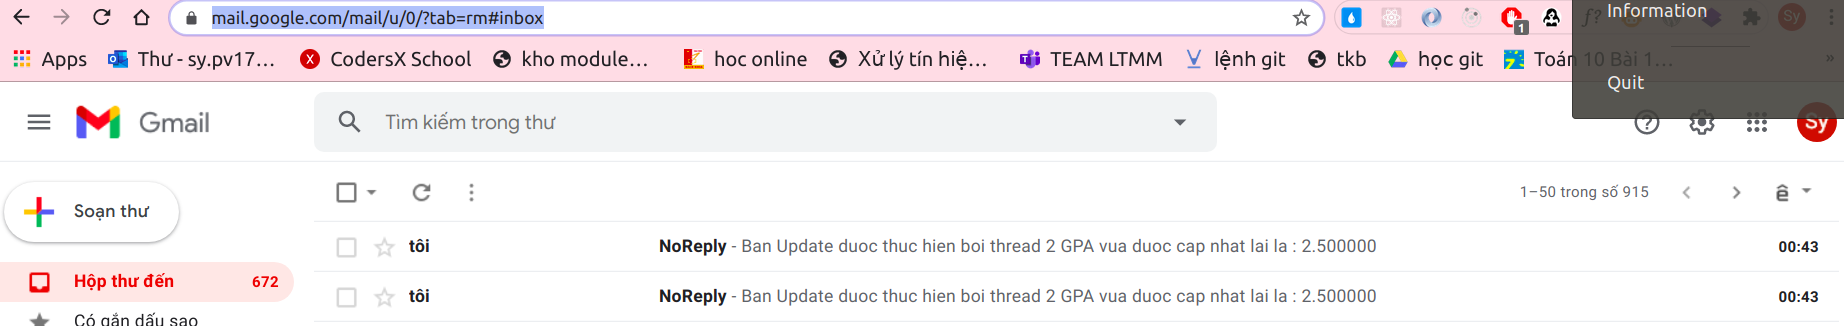 mail.google.com/mail/u/0/?tab=rm#inbox
1
Sy
Information
Quit
Apps Thư - sy.pv17... X CodersX School kho module... hoc online Xử lý tín hiệ... TEAM LTMM lệnh git tkb học git Toán 10 Bài 1... »
Gmail Tìm kiếm trong thư Sy
1–50 trong số 915
Soạn thư
tôi NoReply - Ban Update duoc thuc hien boi thread 2 GPA vua duoc cap nhat lai la : 2.500000 00:43
Hộp thư đến 672
tôi NoReply - Ban Update duoc thuc hien boi thread 2 GPA vua duoc cap nhat lai la : 2.500000 00:43
Có gắn dấu sao